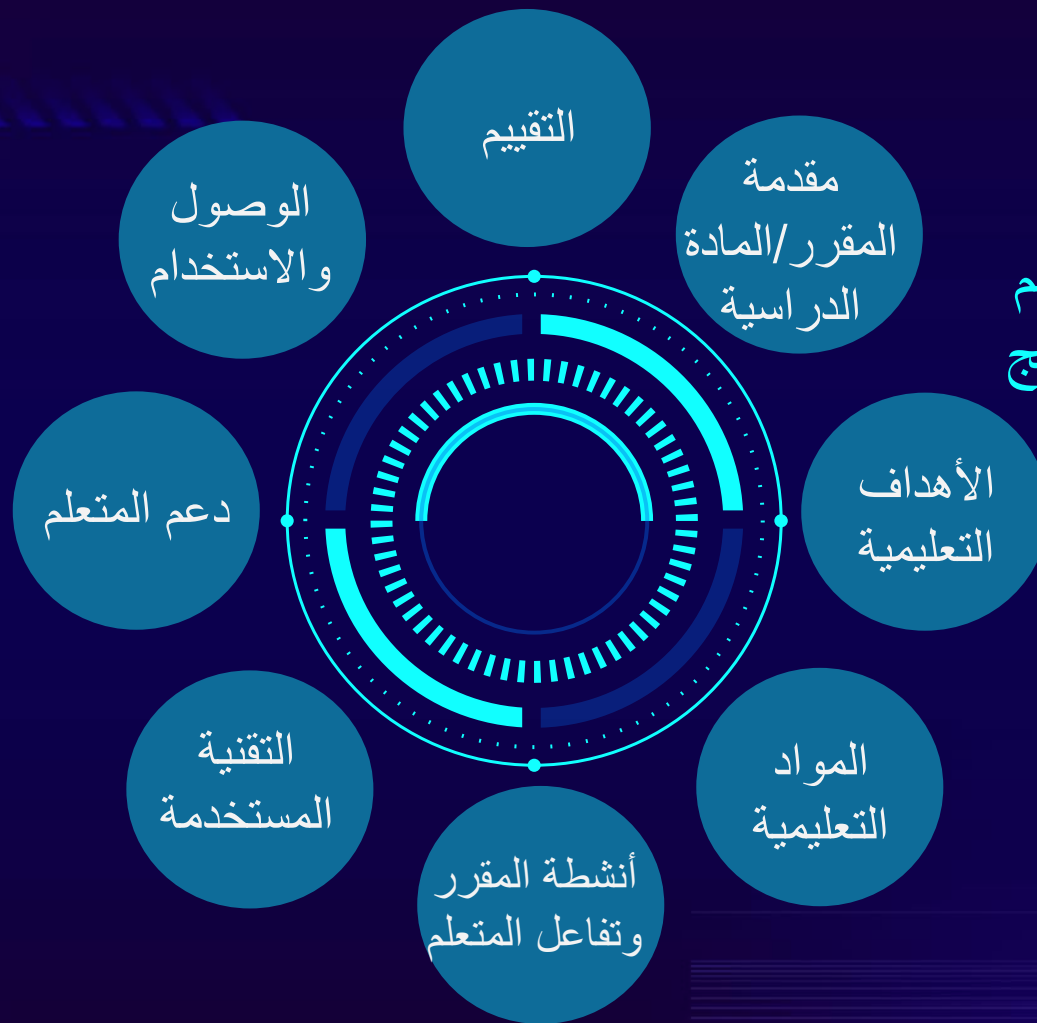 التقييم
مقدمة
المقرر/المادة
الدراسية
الأهداف
التعليمية
المواد
التعليمية
أنشطة المقرر
وتفاعل المتعلم
التقنية
المستخدمة
دعم المتعلم
الوصول
والاستخدام